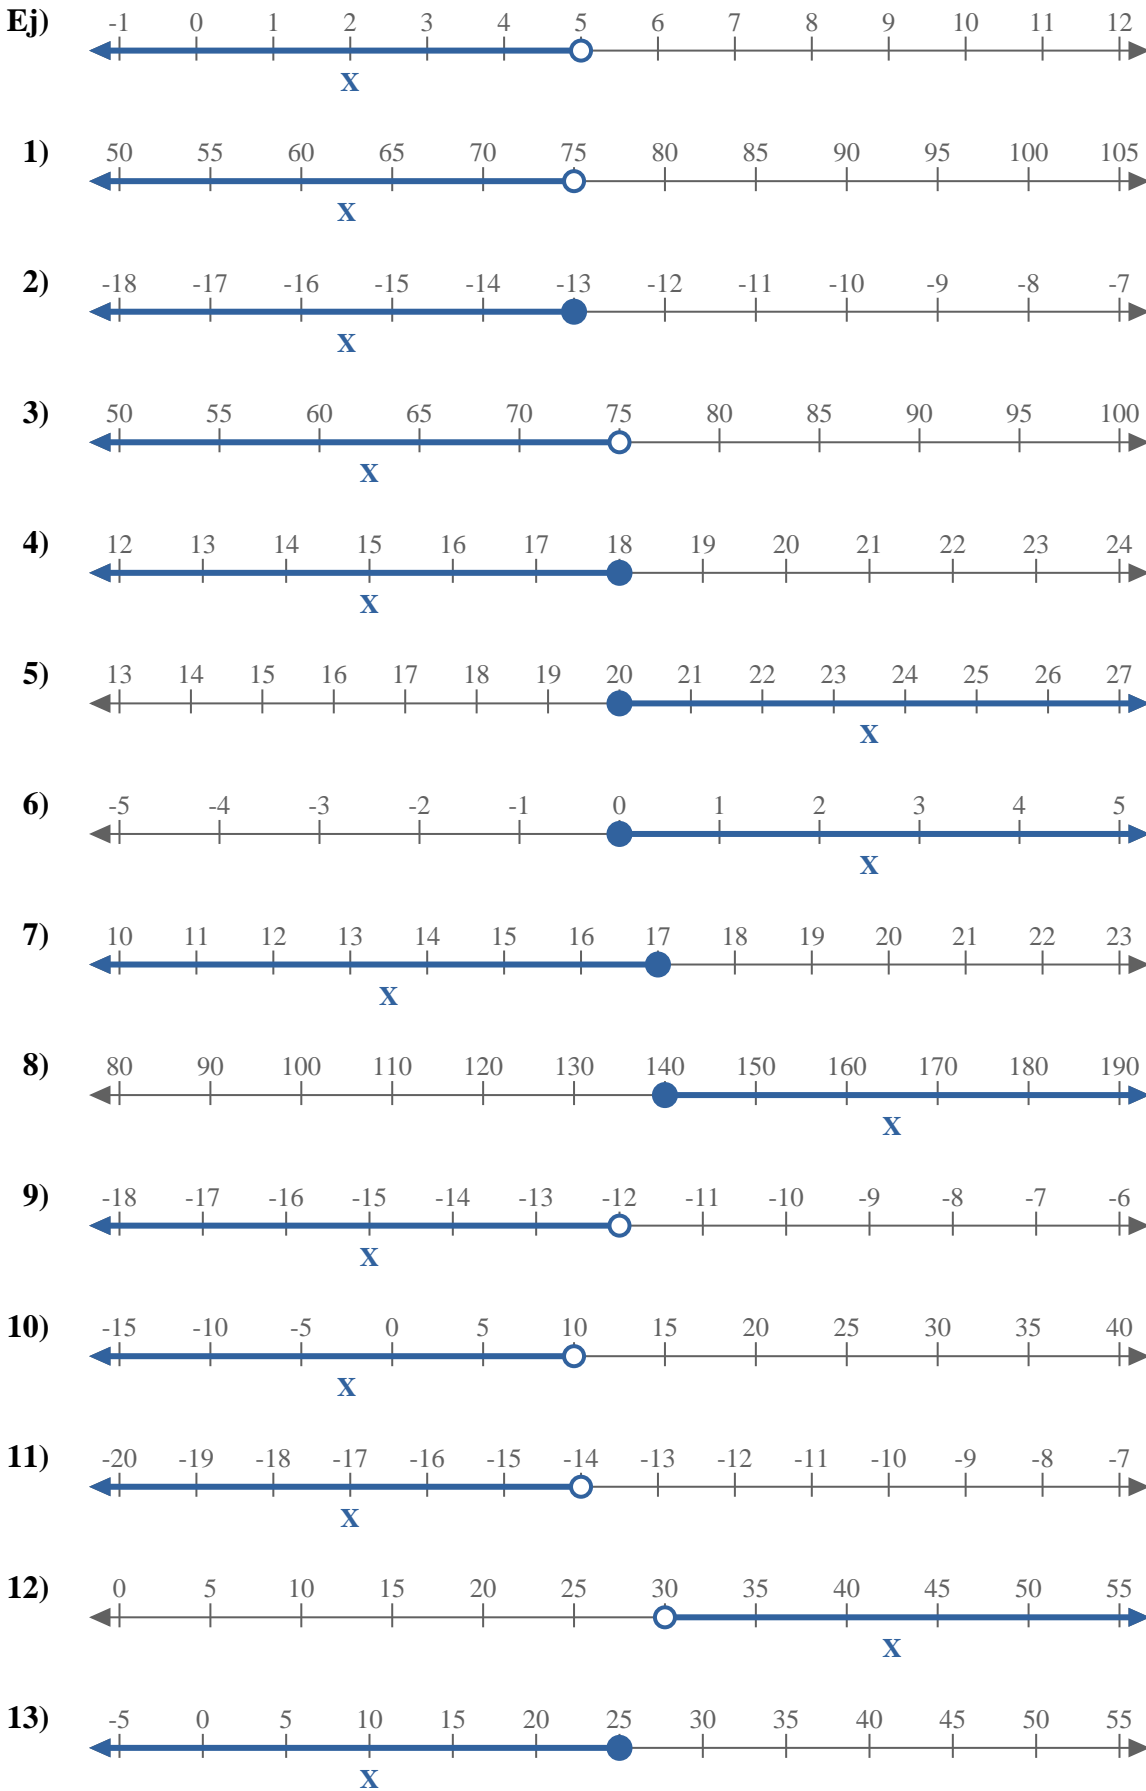 Ej) -1 0 1 2 3 4 5 6 7 8 9 10 11 12
X
1) 50 55 60 65 70 75 80 85 90 95 100 105
X
2) -18 -17 -16 -15 -14 -13 -12 -11 -10 -9 -8 -7
X
3) 50 55 60 65 70 75 80 85 90 95 100
X
4) 12 13 14 15 16 17 18 19 20 21 22 23 24
X
5) 13 14 15 16 17 18 19 20 21 22 23 24 25 26 27
X
6) -5 -4 -3 -2 -1 0 1 2 3 4 5
X
7) 10 11 12 13 14 15 16 17 18 19 20 21 22 23
X
8) 80 90 100 110 120 130 140 150 160 170 180 190
X
9) -18 -17 -16 -15 -14 -13 -12 -11 -10 -9 -8 -7 -6
X
10) -15 -10 -5 0 5 10 15 20 25 30 35 40
X
11) -20 -19 -18 -17 -16 -15 -14 -13 -12 -11 -10 -9 -8 -7
X
12) 0 5 10 15 20 25 30 35 40 45 50 55
X
13) -5 0 5 10 15 20 25 30 35 40 45 50 55
X